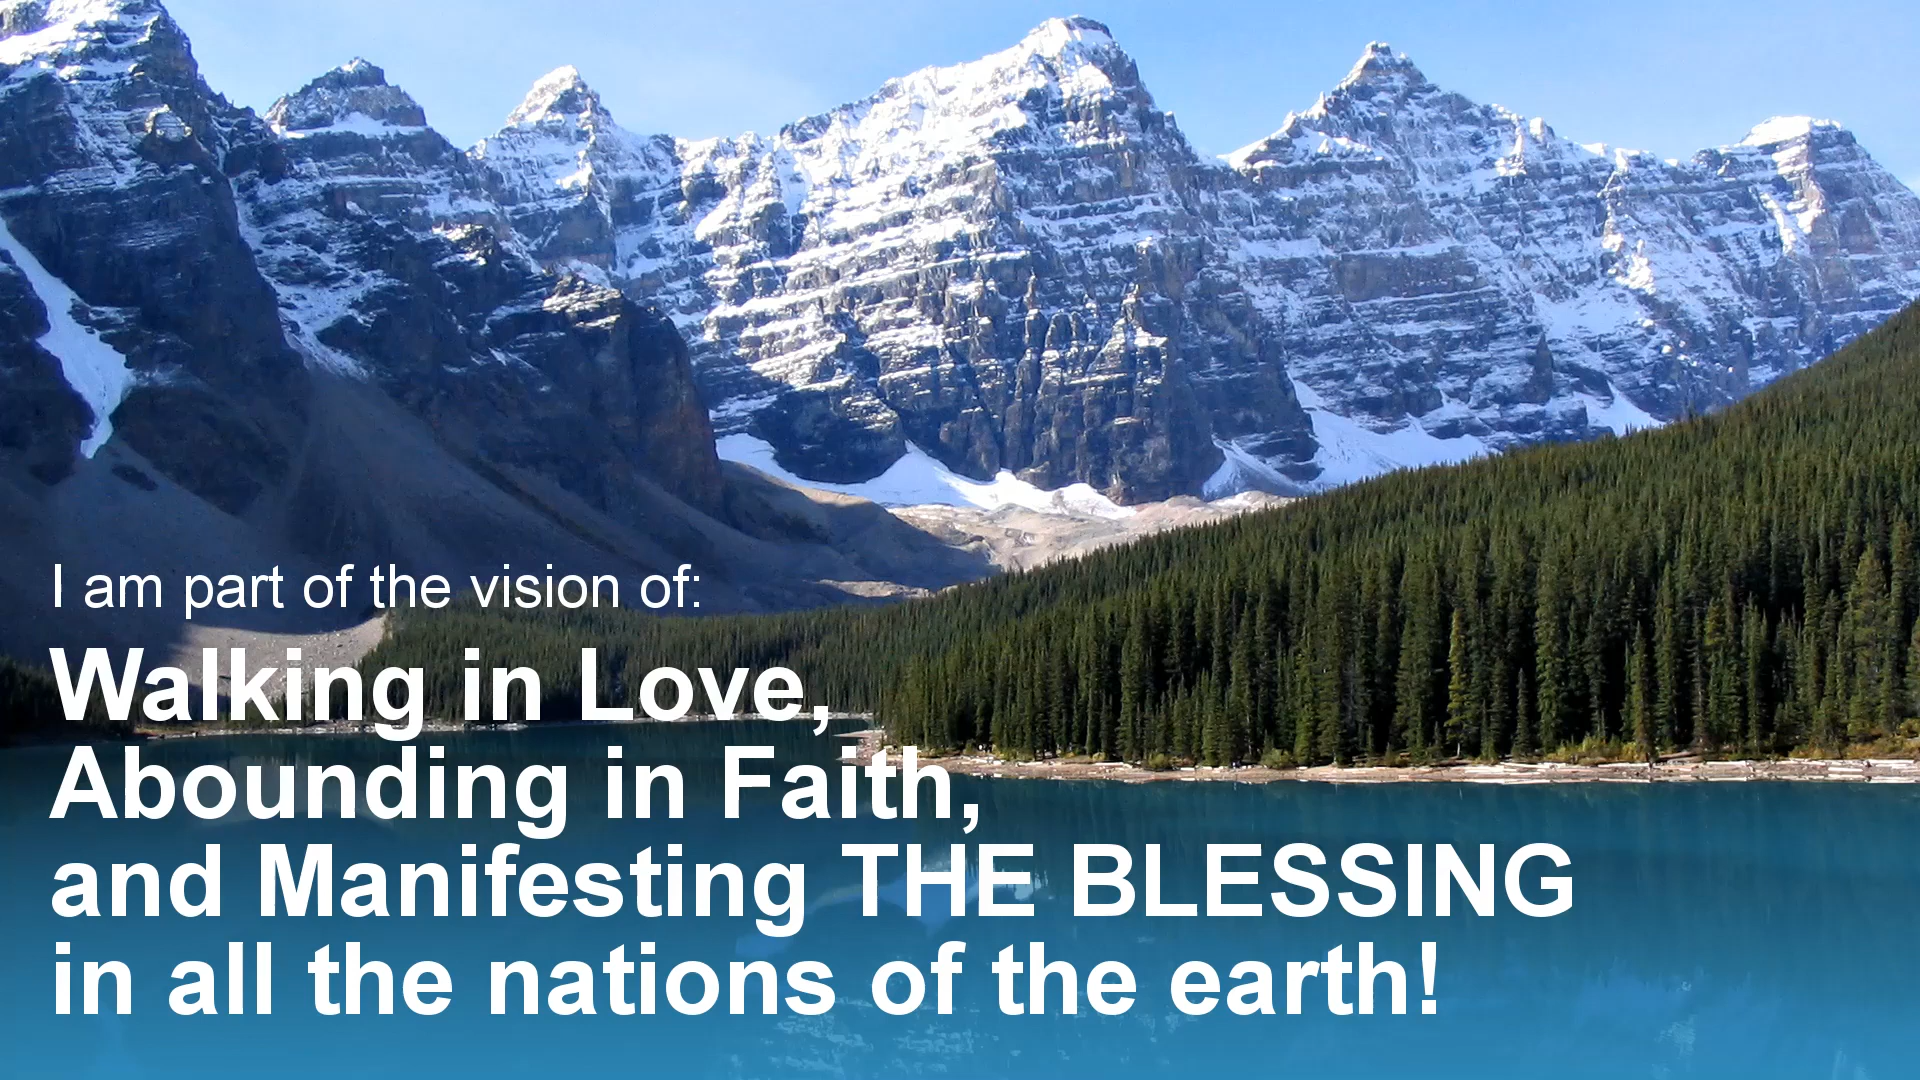 I am part of the vision of:
Walking in Love,
Abounding in Faith,
and Manifesting THE BLESSING
in all the nations of the earth!